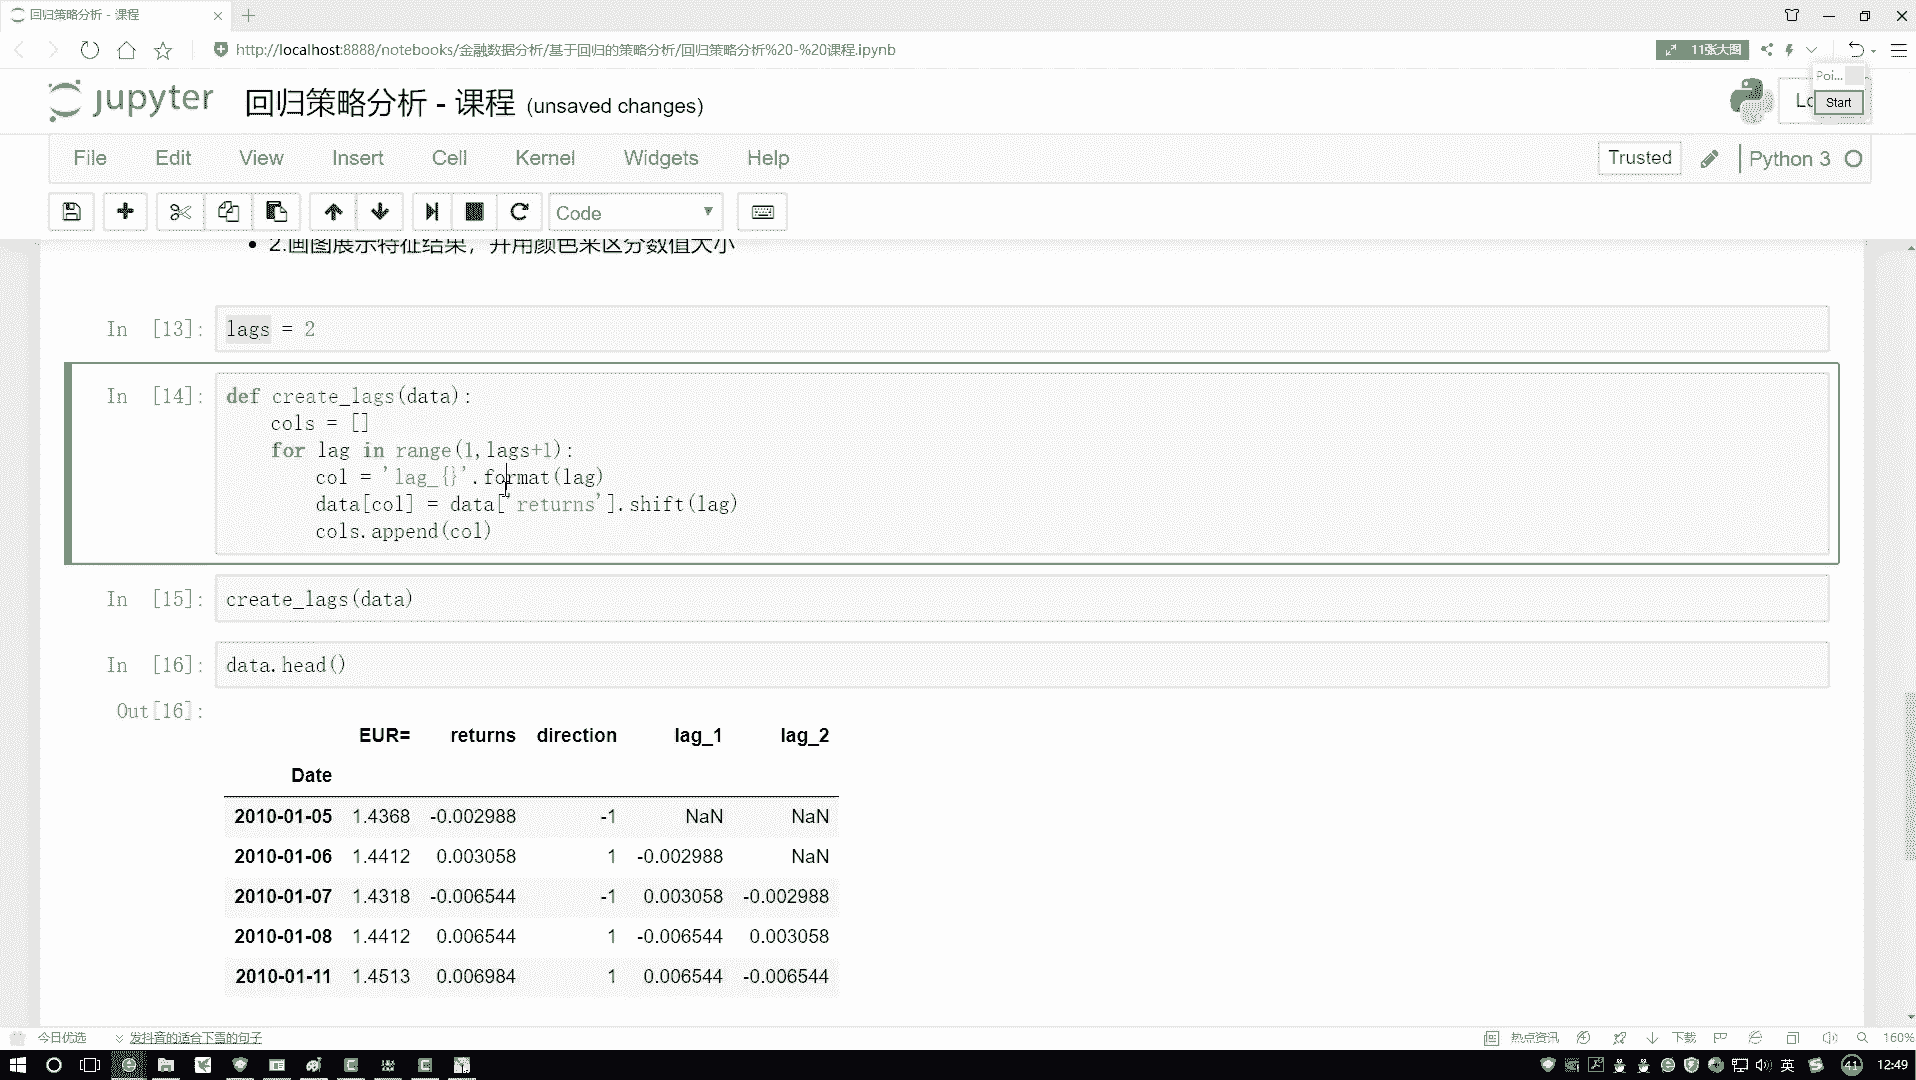 回归策略分析 - 课程
http://localhost:8888/notebooks/金融数据分析/基于回归的策略分析/回归策略分析%20-%20课程.ipynb
11张大图
Poi...
Start
jupyter 回归策略分析 - 课程 (unsaved changes)
File Edit View Insert Cell Kernel Widgets Help
Trusted
Python 3
Code
2.画图展示特征结果，并用颜色来区分数值大小
In [13]: lags = 2
In [14]: def create_lags(data):
cols = []
for lag in range(1,lags+1):
col = 'lag_{}'.format(lag)
data[col] = data['returns'].shift(lag)
cols.append(col)
In [15]: create_lags(data)
In [16]: data.head()
Out[16]:
EUR= returns direction lag_1 lag_2
Date
2010-01-05 1.4368 -0.002988 -1 NaN NaN
2010-01-06 1.4412 0.003058 1 -0.002988 NaN
2010-01-07 1.4318 -0.006544 -1 0.003058 -0.002988
2010-01-08 1.4412 0.006544 1 -0.006544 0.003058
2010-01-11 1.4513 0.006984 1 0.006544 -0.006544
今日优选 发抖音的适合下雪的句子
热点资讯 下载 160%
英 41 12:49